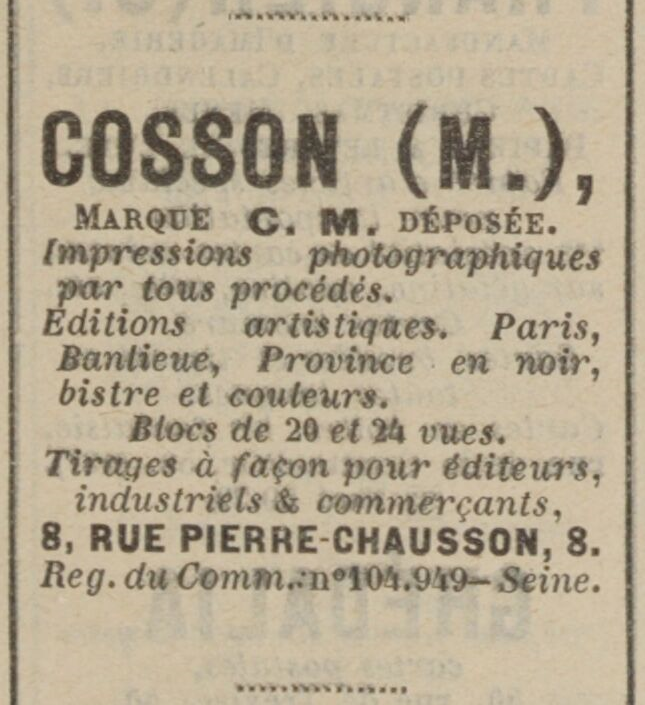 COSSON (M.),
MARQUE C. M. DÉPOSÉE.
Impressions photographiques
par tous procédés.
Editions artistiques. Paris,
Banlieue, Province en noir,
bistre et couleurs.
Blocs de 20 et 24 vues.
Tirages à façon pour éditeurs,
industriels & commerçants,
8, RUE PIERRE-CHAUSSON, 8.
Reg. du Comm.: n° 104.949 — Seine.